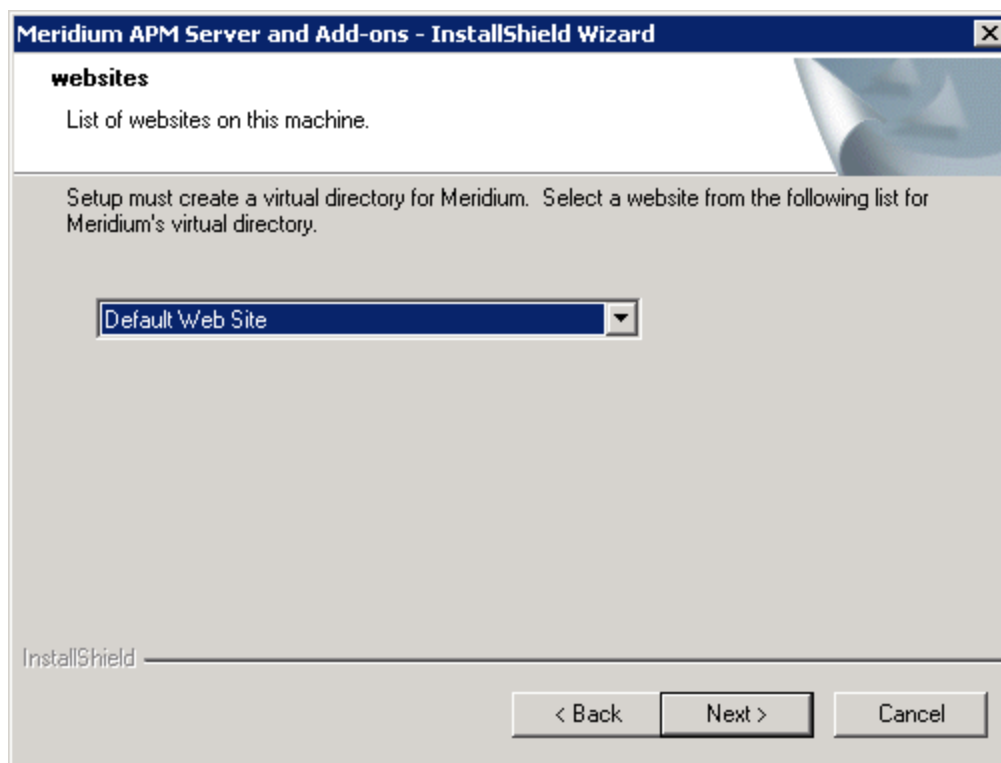 Meridium APM Server and Add-ons - InstallShield Wizard
websites
List of websites on this machine.
Setup must create a virtual directory for Meridium.  Select a website from the following list for
Meridium's virtual directory.
Default Web Site
InstallShield
< Back
Next >
Cancel